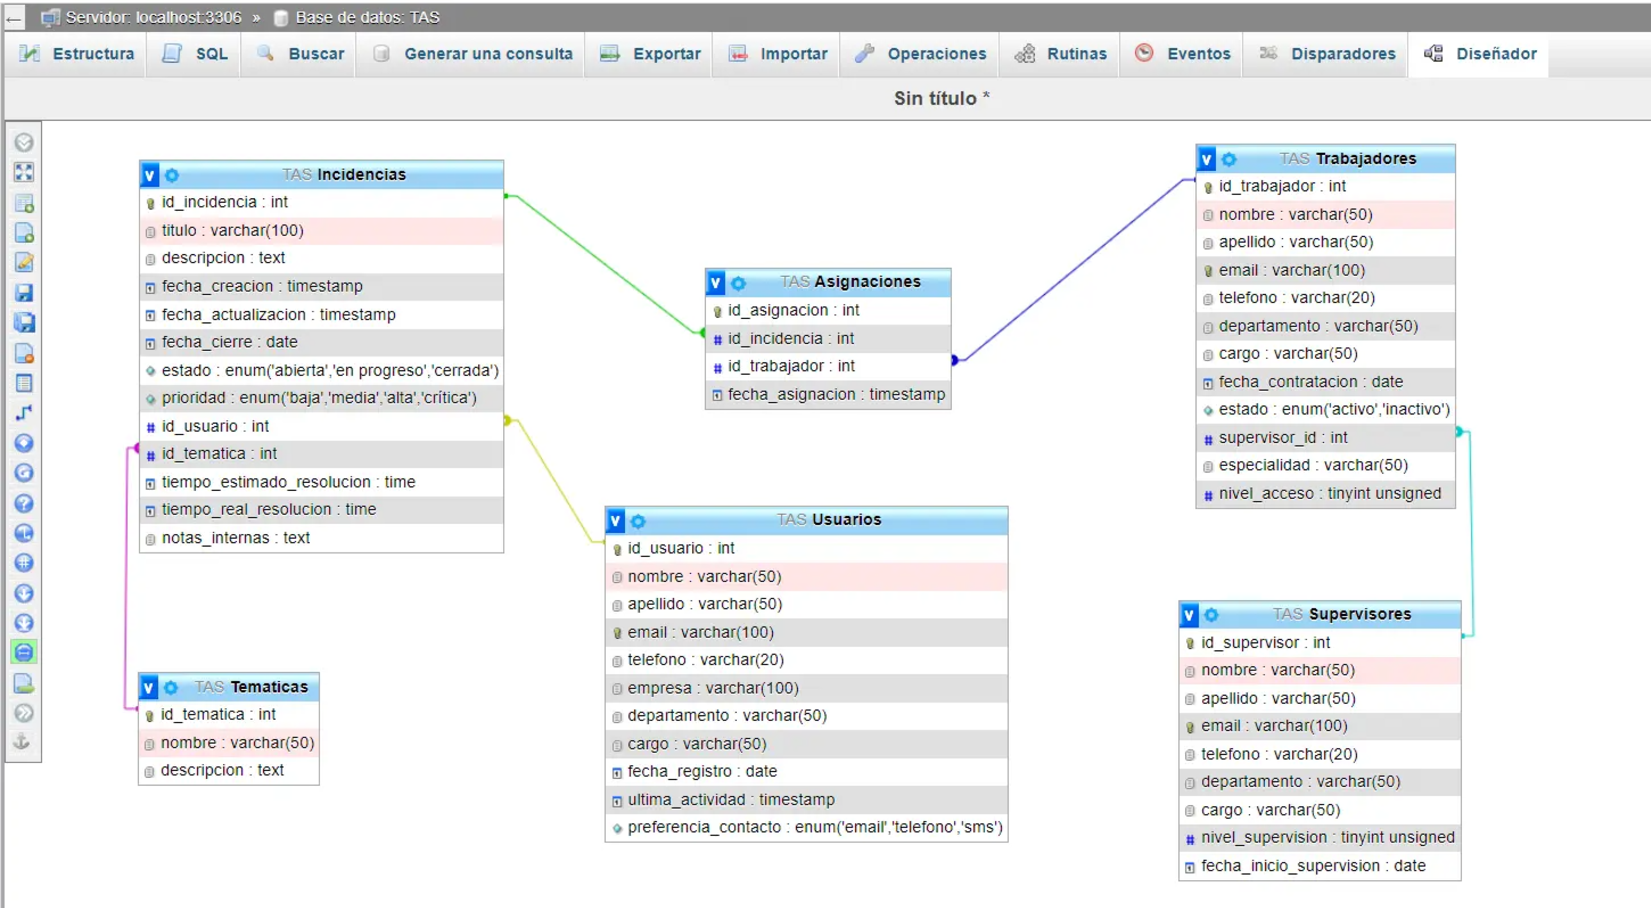 Servidor: localhost:3306 » Base de datos: TAS
Estructura SQL Buscar Generar una consulta Exportar Importar Operaciones Rutinas Eventos Disparadores Diseñador
Sin título *
TAS Incidencias
id_incidencia : int
titulo : varchar(100)
descripcion : text
fecha_creacion : timestamp
fecha_actualizacion : timestamp
fecha_cierre : date
estado : enum('abierta','en progreso','cerrada')
prioridad : enum('baja','media','alta','crítica')
id_usuario : int
id_tematica : int
tiempo_estimado_resolucion : time
tiempo_real_resolucion : time
notas_internas : text
TAS Asignaciones
id_asignacion : int
id_incidencia : int
id_trabajador : int
fecha_asignacion : timestamp
TAS Trabajadores
id_trabajador : int
nombre : varchar(50)
apellido : varchar(50)
email : varchar(100)
telefono : varchar(20)
departamento : varchar(50)
cargo : varchar(50)
fecha_contratacion : date
estado : enum('activo','inactivo')
supervisor_id : int
especialidad : varchar(50)
nivel_acceso : tinyint unsigned
TAS Usuarios
id_usuario : int
nombre : varchar(50)
apellido : varchar(50)
email : varchar(100)
telefono : varchar(20)
empresa : varchar(100)
departamento : varchar(50)
cargo : varchar(50)
fecha_registro : date
ultima_actividad : timestamp
preferencia_contacto : enum('email','telefono','sms')
TAS Tematicas
id_tematica : int
nombre : varchar(50)
descripcion : text
TAS Supervisores
id_supervisor : int
nombre : varchar(50)
apellido : varchar(50)
email : varchar(100)
telefono : varchar(20)
departamento : varchar(50)
cargo : varchar(50)
nivel_supervision : tinyint unsigned
fecha_inicio_supervision : date